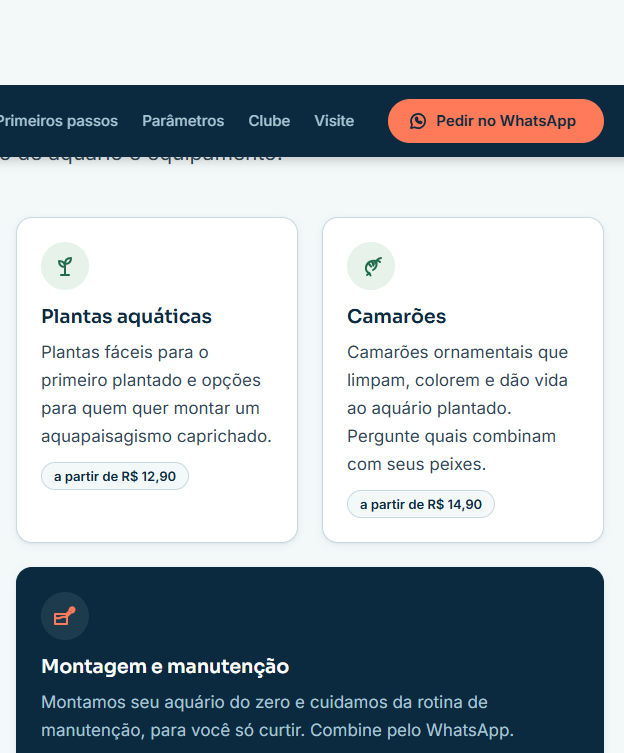 Primeiros passos Parâmetros Clube Visite Pedir no WhatsApp
de aquário e equipamento.
Plantas aquáticas
Plantas fáceis para o
primeiro plantado e opções
para quem quer montar um
aquapaisagismo caprichado.
a partir de R$ 12,90
Camarões
Camarões ornamentais que
limpam, colorem e dão vida
ao aquário plantado.
Pergunte quais combinam
com seus peixes.
a partir de R$ 14,90
Montagem e manutenção
Montamos seu aquário do zero e cuidamos da rotina de
manutenção, para você só curtir. Combine pelo WhatsApp.